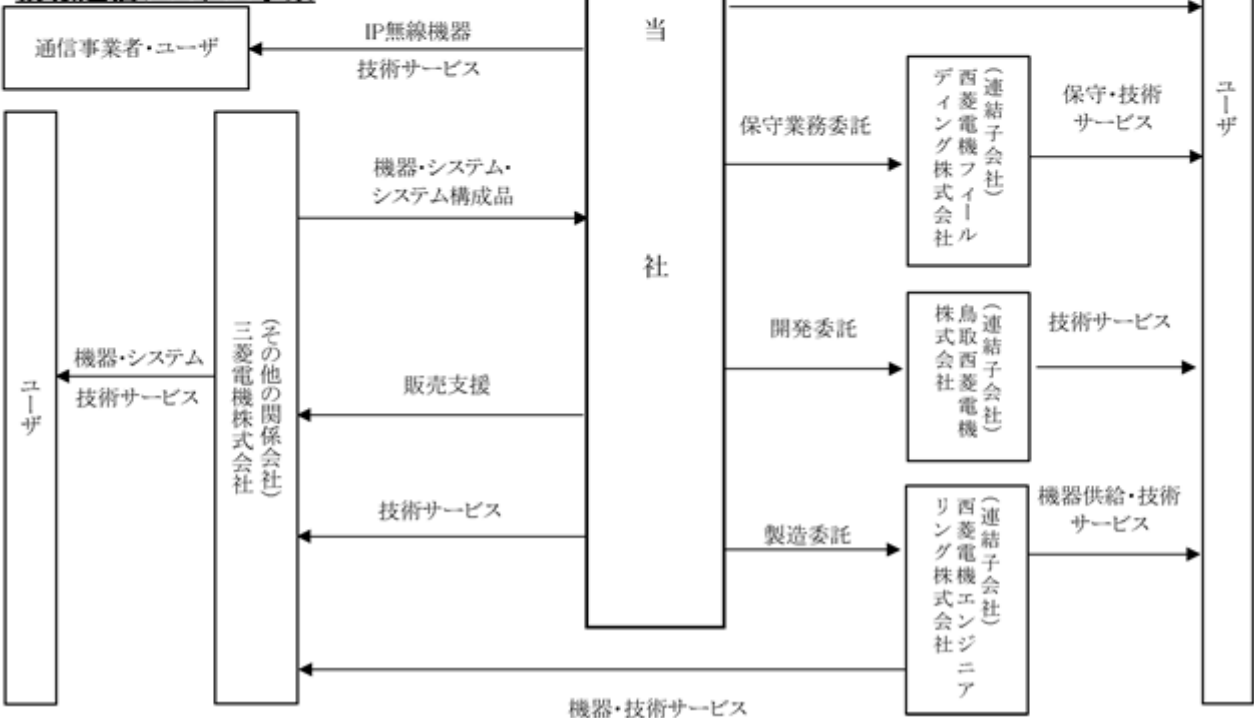 通信事業者・ユーザ
IP無線機器
技術サービス
当
社
ユーザ
機器・システム
技術サービス
(その他の関係会社)
三菱電機株式会社
機器・システム・
システム構成品
販売支援
技術サービス
保守業務委託
(連結子会社)
西菱電機フィール
ディング株式会社
保守・技術
サービス
開発委託
(連結子会社)
鳥取西菱電機
株式会社
技術サービス
製造委託
(連結子会社)
西菱電機エンジニア
リング株式会社
機器供給・技術
サービス
機器・技術サービス
ユーザ